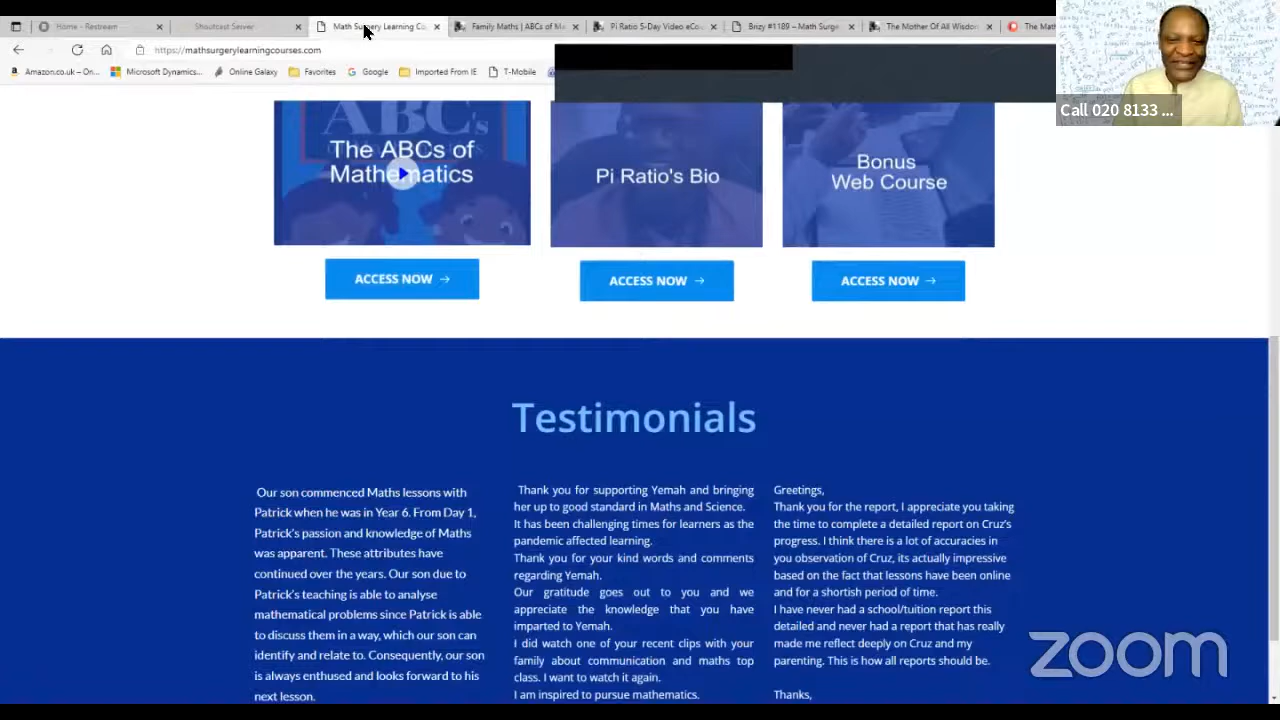 Home - Restream
Shoutcast Server
Math Surgery Learning Co
Family Maths | ABCs of M
Pi Ratio 5-Day Video eCo
Brizy #1189 – Math Surge
The Mother Of All Wisdo
The Mat
https://mathsurgerylearningcourses.com
Amazon.co.uk – On...
Microsoft Dynamics...
Online Galaxy
Favorites
Google
Imported From IE
T-Mobile
Call 020 8133 ...
ABCs
The ABCs of
Mathematics
Pi Ratio's Bio
Bonus
Web Course
ACCESS NOW →
ACCESS NOW →
ACCESS NOW →
Testimonials
Our son commenced Maths lessons with
Patrick when he was in Year 6. From Day 1,
Patrick's passion and knowledge of Maths
was apparent. These attributes have
continued over the years. Our son due to
Patrick's teaching is able to analyse
mathematical problems since Patrick is able
to discuss them in a way, which our son can
identify and relate to. Consequently, our son
is always enthused and looks forward to his
next lesson.
Thank you for supporting Yemah and bringing
her up to good standard in Maths and Science.
It has been challenging times for learners as the
pandemic affected learning.
Thank you for your kind words and comments
regarding Yemah.
Our gratitude goes out to you and we
appreciate the knowledge that you have
imparted to Yemah.
I did watch one of your recent clips with your
family about communication and maths top
class. I want to watch it again.
I am inspired to pursue mathematics.
Greetings,
Thank you for the report, I appreciate you taking
the time to complete a detailed report on Cruz's
progress. I think there is a lot of accuracies in
you observation of Cruz, its actually impressive
based on the fact that lessons have been online
and for a shortish period of time.
I have never had a school/tuition report this
detailed and never had a report that has really
made me reflect deeply on Cruz and my
parenting. This is how all reports should be.
Thanks,
zoom